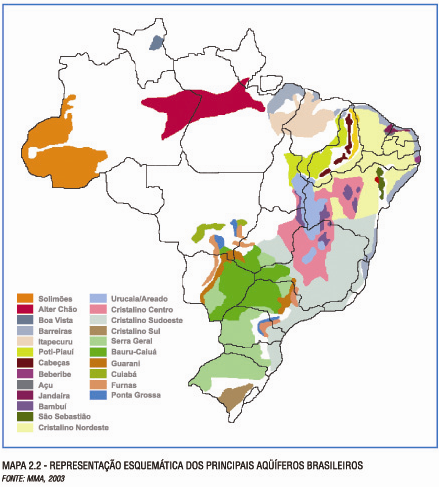 Solimões
Alter Chão
Boa Vista
Barreiras
Itapecuru
Poti-Piauí
Cabeças
Beberibe
Açu
Jandaíra
Bambuí
São Sebastião
Cristalino Nordeste
Urucaia/Areado
Cristalino Centro
Cristalino Sudoeste
Cristalino Sul
Serra Geral
Bauru-Caiuá
Guarani
Cuiabá
Furnas
Ponta Grossa
MAPA 2.2 - REPRESENTAÇÃO ESQUEMÁTICA DOS PRINCIPAIS AQÜÍFEROS BRASILEIROS
FONTE: MMA, 2003